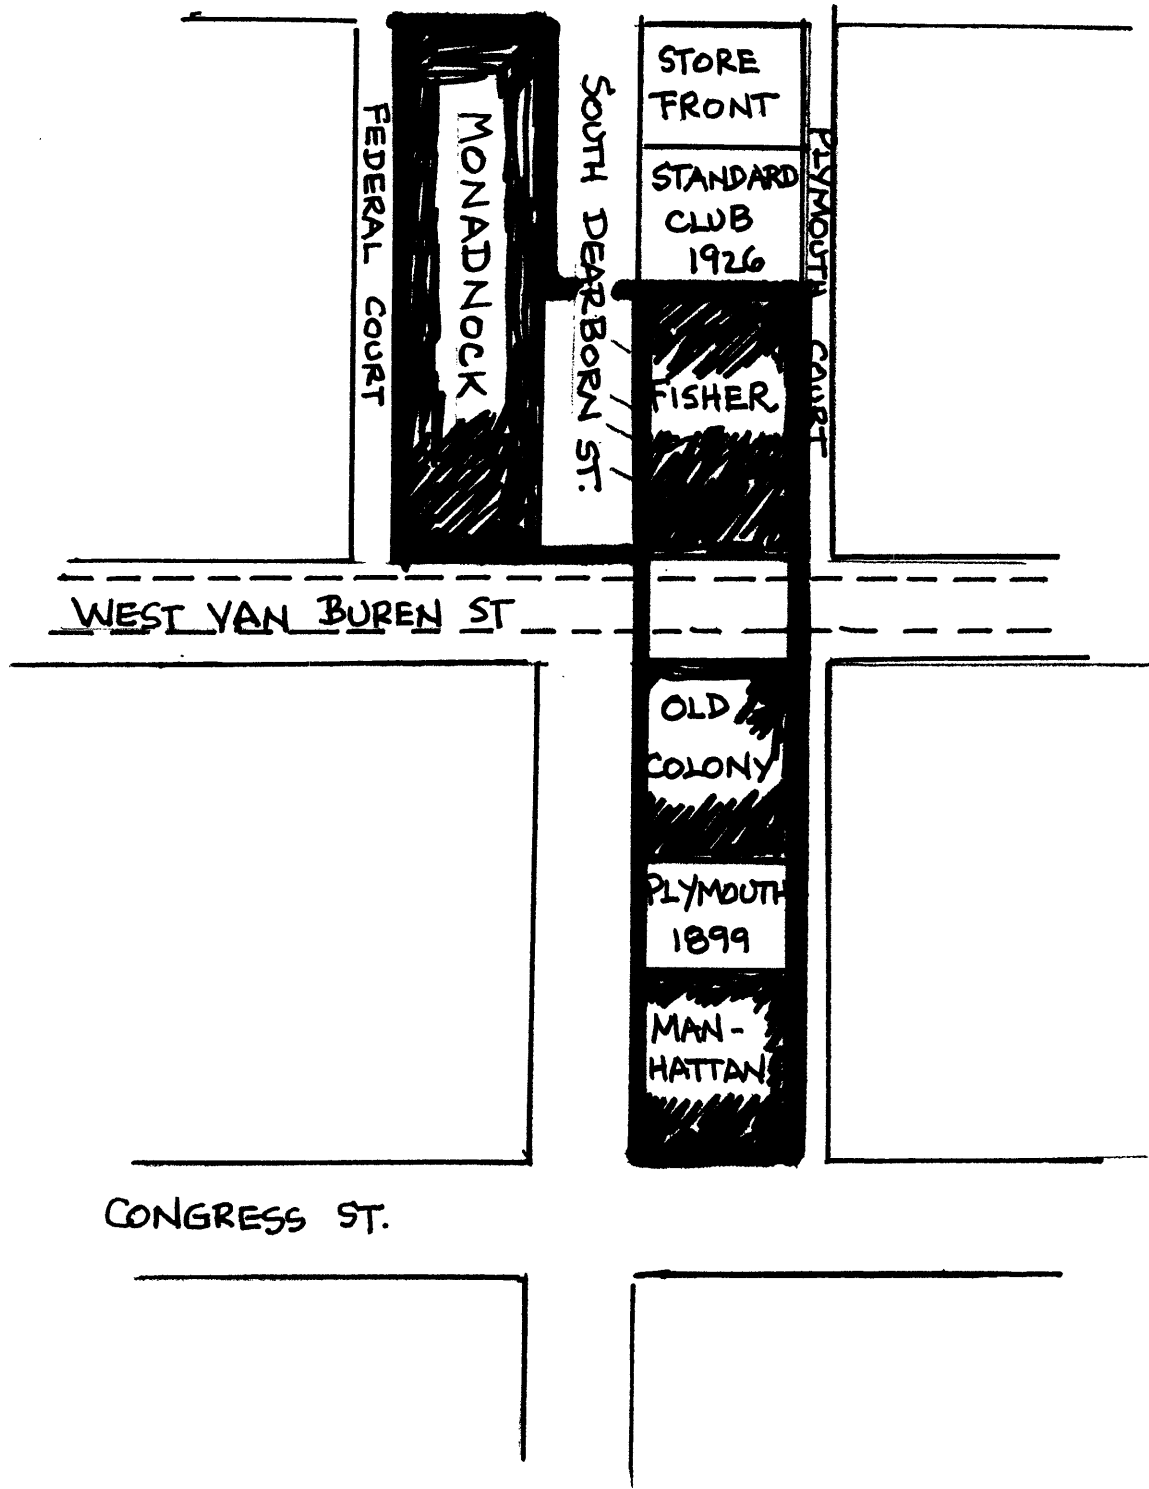 STORE
FRONT
STANDARD
CLUB
1926
FEDERAL COURT
MONADNOCK
SOUTH DEARBORN ST.
PLYMOUTH COURT
FISHER
WEST VAN BUREN ST
OLD
COLONY
PLYMOUTH
1899
MAN-
HATTAN
CONGRESS ST.